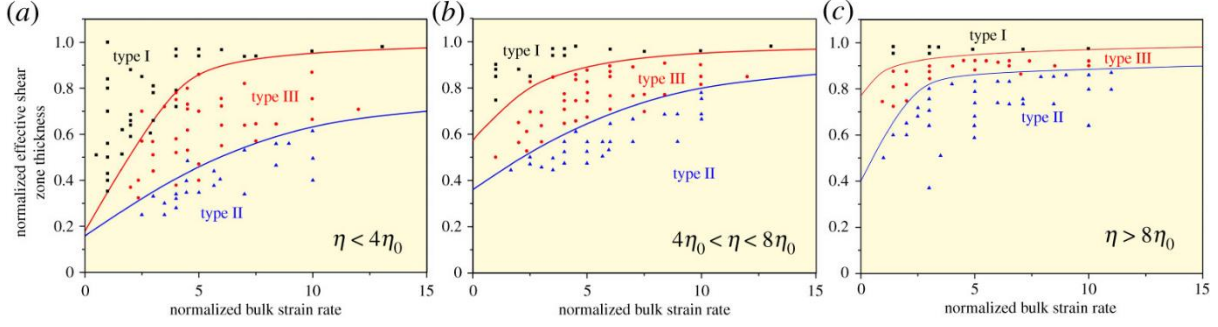 (a)
normalized effective shear
zone thickness
1.0
0.8
0.6
0.4
0.2
0
type I
type III
type II
η < 4η₀
0 5 10 15
normalized bulk strain rate
(b)
1.0
0.8
0.6
0.4
0.2
0
type I
type III
type II
4η₀ < η < 8η₀
0 5 10 15
normalized bulk strain rate
(c)
1.0
0.8
0.6
0.4
0.2
0
type I
type III
type II
η > 8η₀
0 5 10 15
normalized bulk strain rate